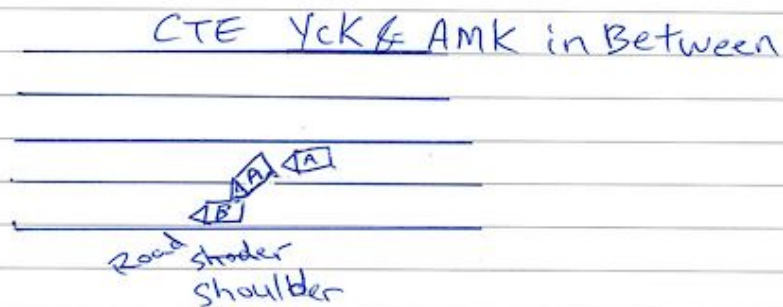 CTE YCK & AMK in Between
A A
B
Road shoder
shoulder